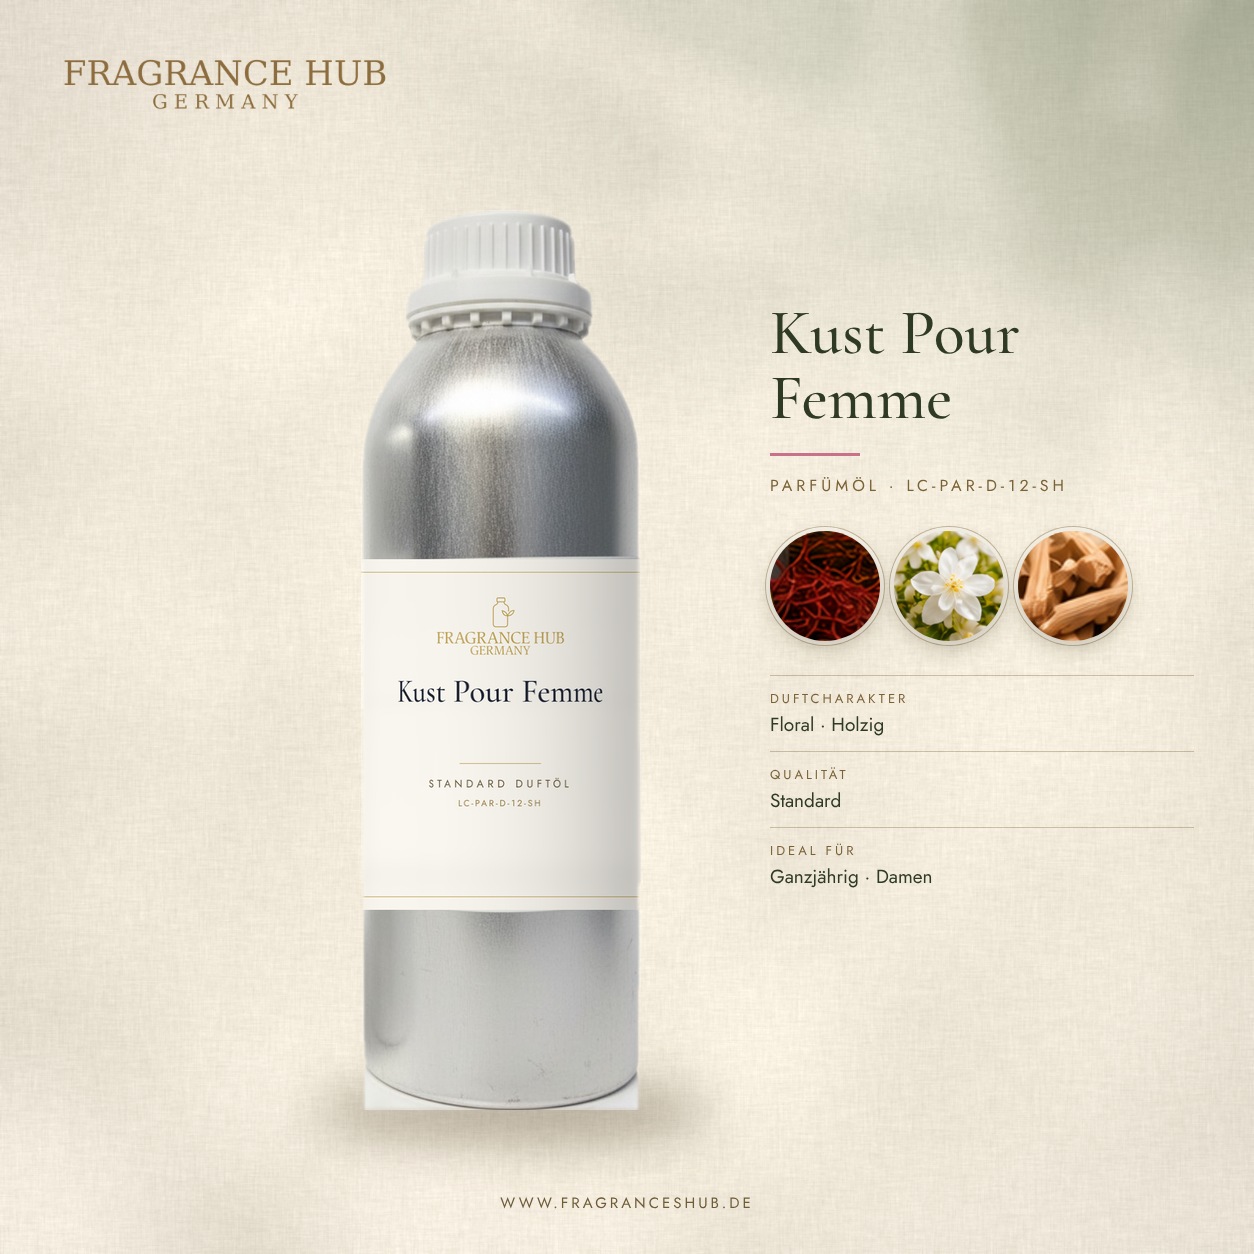 FRAGRANCE HUB
GERMANY
Kust Pour
Femme
PARFÜMÖL · LC-PAR-D-12-SH
FRAGRANCE HUB
GERMANY
Kust Pour Femme
STANDARD DUFTÖL
LC-PAR-D-12-SH
DUFTCHARAKTER
Floral · Holzig
QUALITÄT
Standard
IDEAL FÜR
Ganzjährig · Damen
WWW.FRAGRANCESHUB.DE